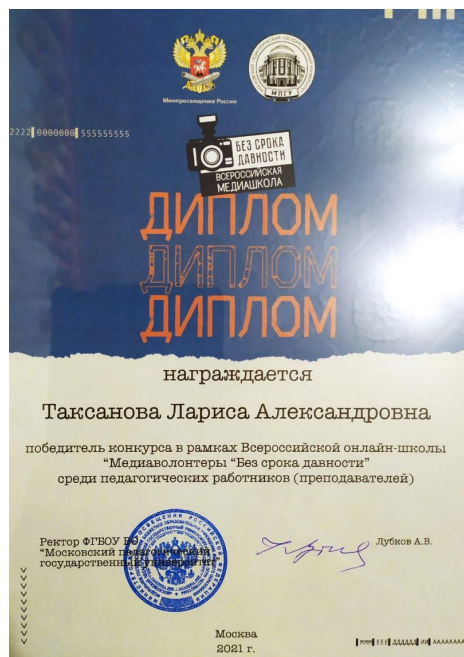 Минпросвещения России
МПГУ
2222 0000000 555555555
БЕЗ СРОКА
ДАВНОСТИ
ВСЕРОССИЙСКАЯ
МЕДИАШКОЛА
ДИПЛОМ
ДИПЛОМ
ДИПЛОМ
награждается
Таксанова Лариса Александровна
победитель конкурса в рамках Всероссийской онлайн-школы
“Медиаволонтеры “Без срока давности”
среди педагогических работников (преподавателей)
Ректор ФГБОУ ВО
“Московский педагогический
государственный университет”
Лубков А.В.
Москва
2021 г.